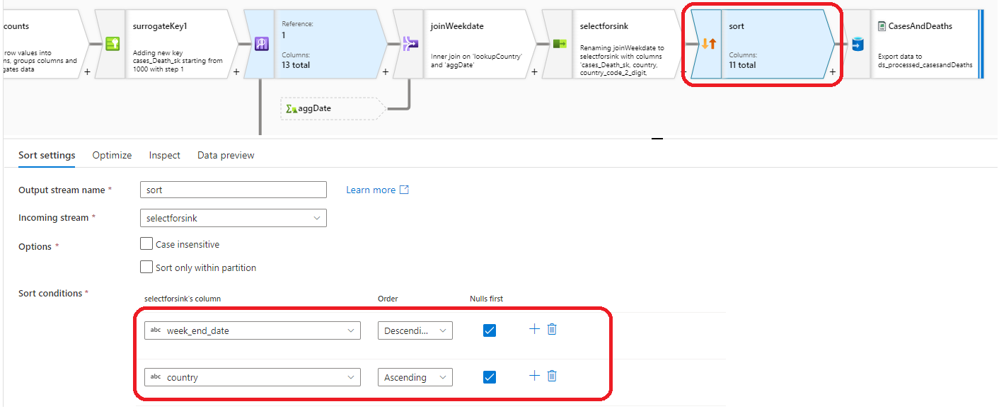 counts
row values into
ns, groups columns and
gates data
surrogateKey1
Adding new key
cases_Death_sk starting from
1000 with step 1
Reference:
1
Columns:
13 total
joinWeekdate
Inner join on 'lookupCountry'
and 'aggDate'
selectforsink
Renaming joinWeekdate to
selectforsink with columns
'cases_Death_sk, country,
country_code_2_digit,
sort
Columns:
11 total
CasesAndDeaths
Export data to
ds_processed_casesandDeaths
+
+
+
+
+
+
aggDate
Sort settings
Optimize
Inspect
Data preview
Output stream name *
sort
Learn more
Incoming stream *
selectforsink
Options *
Case insensitive
Sort only within partition
Sort conditions *
selectforsink's column
Order
Nulls first
abc week_end_date
Descendi...
abc country
Ascending